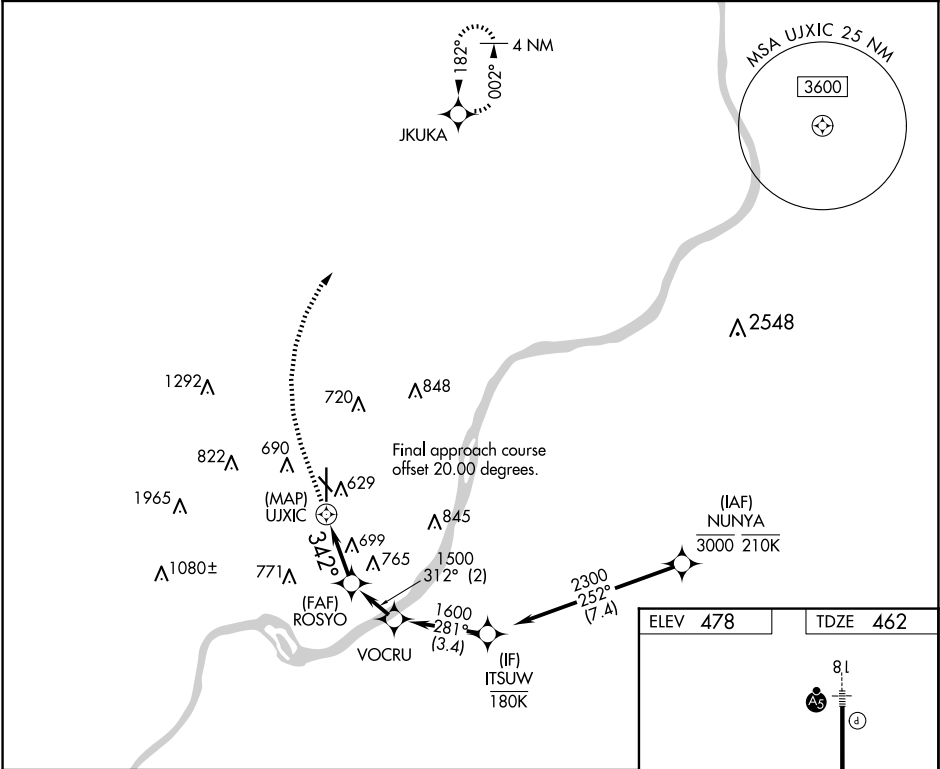 MSA UJXIC 25 NM
3600
4 NM
182°
002°
JKUKA
2548
1292
720
848
Final approach course
offset 20.00 degrees.
690
822
629
1965
(MAP)
UJXIC
845
(IAF)
NUNYA
3000 210K
342°
699
765
1500
312° (2)
1080±
771
(FAF)
ROSYO
2300
252°
(7.4)
1600
281°
(3.4)
VOCRU
(IF)
ITSUW
180K
ELEV 478
TDZE 462
18
A5
P